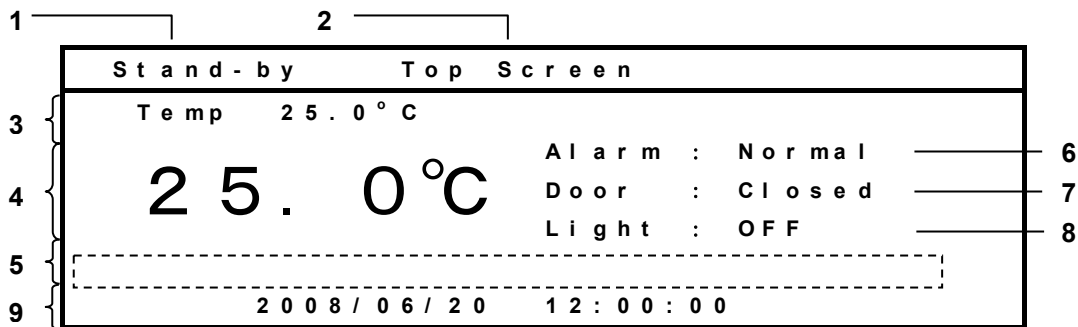 1 2
Stand-by Top Screen
3 Temp 25.0°C
Alarm : Normal 6
4 25.0℃ Door : Closed 7
Light : OFF 8
5
9 2008/06/20 12:00:00